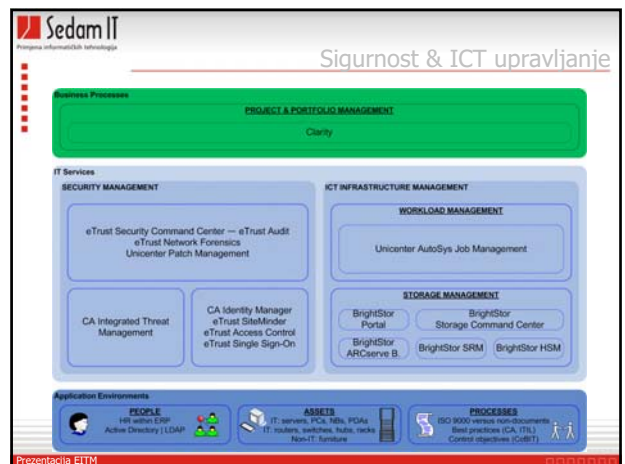 Sedam IT
Primjena informatičkih tehnologija
Sigurnost & ICT upravljanje
Business Processes
PROJECT & PORTFOLIO MANAGEMENT
Clarity
IT Services
SECURITY MANAGEMENT
eTrust Security Command Center — eTrust Audit
eTrust Network Forensics
Unicenter Patch Management
CA Integrated Threat
Management
CA Identity Manager
eTrust SiteMinder
eTrust Access Control
eTrust Single Sign-On
ICT INFRASTRUCTURE MANAGEMENT
WORKLOAD MANAGEMENT
Unicenter AutoSys Job Management
STORAGE MANAGEMENT
BrightStor
Portal
BrightStor
Storage Command Center
BrightStor
ARCserve B.
BrightStor SRM
BrightStor HSM
Application Environments
PEOPLE
HR within ERP
Active Directory | LDAP
ASSETS
IT: servers, PCs, NBs, PDAs
IT: routers, switches, hubs, racks
Non-IT: furniture
PROCESSES
ISO 9000 versus non-documents
Best practices (CA, ITIL)
Control objectives (CoBIT)
Prezentacija EITM